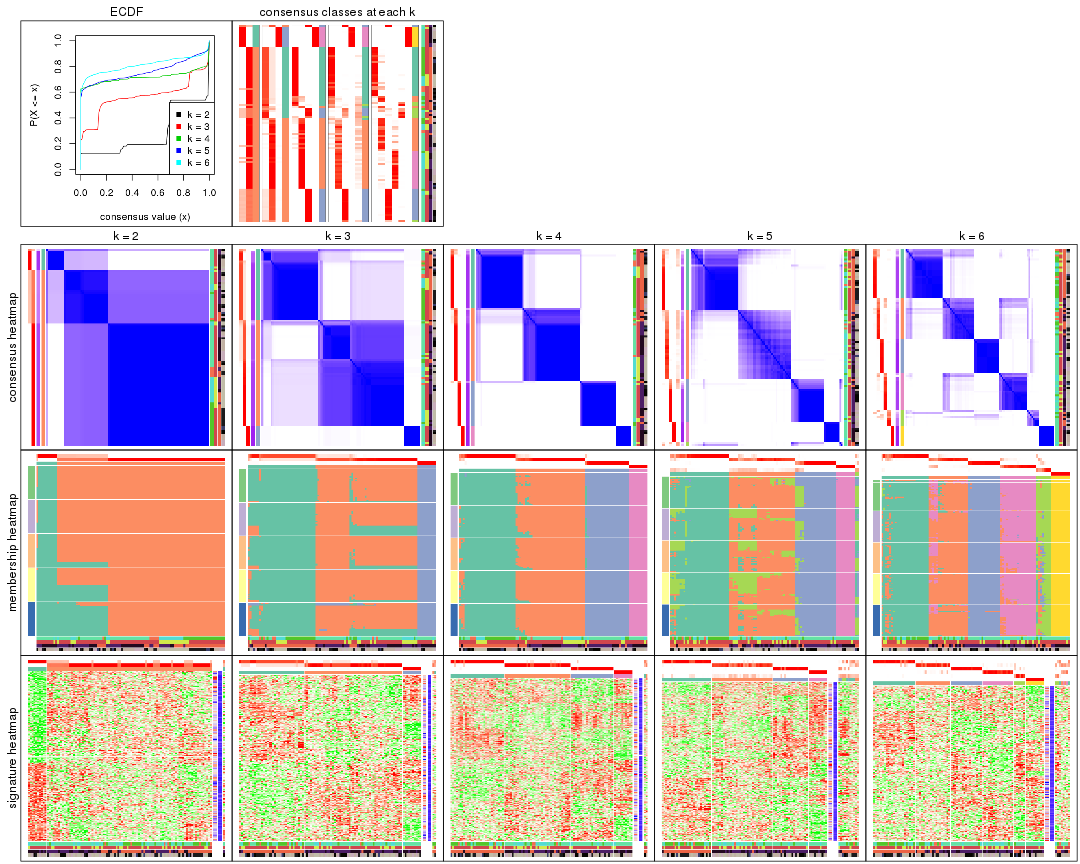 ECDF
consensus classes at each k
P(X <= x)
0.0 0.2 0.4 0.6 0.8 1.0
k = 2
k = 3
k = 4
k = 5
k = 6
0.0 0.2 0.4 0.6 0.8 1.0
consensus value (x)
k = 2
k = 3
k = 4
k = 5
k = 6
consensus heatmap
membership heatmap
signature heatmap